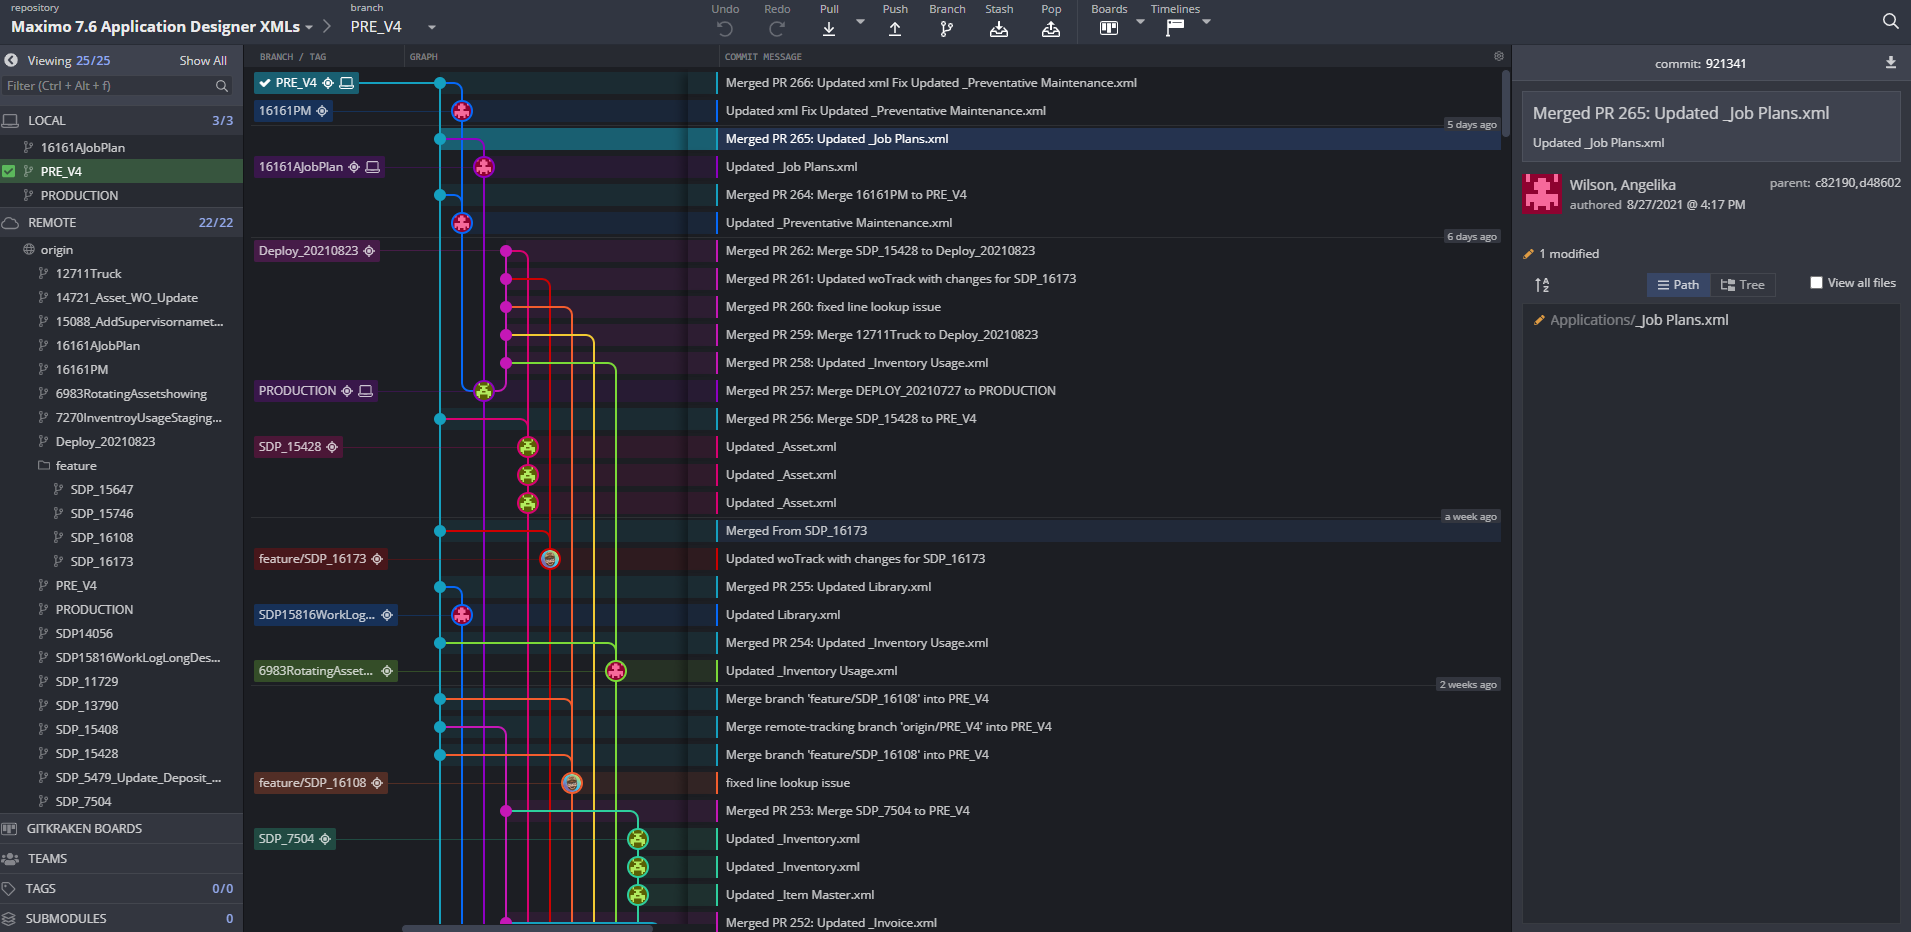 repository
Maximo 7.6 Application Designer XMLs
branch
PRE_V4
Undo
Redo
Pull
Push
Branch
Stash
Pop
Boards
Timelines
Viewing 25/25
Show All
Filter (Ctrl + Alt + f)
LOCAL 3/3
16161AJobPlan
PRE_V4
PRODUCTION
REMOTE 22/22
origin
12711Truck
14721_Asset_WO_Update
15088_AddSupervisornamet...
16161AJobPlan
16161PM
6983RotatingAssetshowing
7270InventroyUsageStaging...
Deploy_20210823
feature
SDP_15647
SDP_15746
SDP_16108
SDP_16173
PRE_V4
PRODUCTION
SDP14056
SDP15816WorkLogLongDes...
SDP_11729
SDP_13790
SDP_15408
SDP_15428
SDP_5479_Update_Deposit_...
SDP_7504
GITKRAKEN BOARDS
TEAMS
TAGS 0/0
SUBMODULES 0
BRANCH / TAG
GRAPH
COMMIT MESSAGE
PRE_V4
Merged PR 266: Updated xml Fix Updated _Preventative Maintenance.xml
16161PM
Updated xml Fix Updated _Preventative Maintenance.xml
5 days ago
Merged PR 265: Updated _Job Plans.xml
16161AJobPlan
Updated _Job Plans.xml
Merged PR 264: Merge 16161PM to PRE_V4
Updated _Preventative Maintenance.xml
6 days ago
Deploy_20210823
Merged PR 262: Merge SDP_15428 to Deploy_20210823
Merged PR 261: Updated woTrack with changes for SDP_16173
Merged PR 260: fixed line lookup issue
Merged PR 259: Merge 12711Truck to Deploy_20210823
Merged PR 258: Updated _Inventory Usage.xml
PRODUCTION
Merged PR 257: Merge DEPLOY_20210727 to PRODUCTION
Merged PR 256: Merge SDP_15428 to PRE_V4
SDP_15428
Updated _Asset.xml
Updated _Asset.xml
Updated _Asset.xml
a week ago
Merged From SDP_16173
feature/SDP_16173
Updated woTrack with changes for SDP_16173
Merged PR 255: Updated Library.xml
SDP15816WorkLog...
Updated Library.xml
Merged PR 254: Updated _Inventory Usage.xml
6983RotatingAsset...
Updated _Inventory Usage.xml
2 weeks ago
Merge branch 'feature/SDP_16108' into PRE_V4
Merge remote-tracking branch 'origin/PRE_V4' into PRE_V4
Merge branch 'feature/SDP_16108' into PRE_V4
feature/SDP_16108
fixed line lookup issue
Merged PR 253: Merge SDP_7504 to PRE_V4
SDP_7504
Updated _Inventory.xml
Updated _Inventory.xml
Updated _Item Master.xml
Merged PR 252: Updated _Invoice.xml
commit: 921341
Merged PR 265: Updated _Job Plans.xml
Updated _Job Plans.xml
Wilson, Angelika
parent: c82190,d48602
authored 8/27/2021 @ 4:17 PM
1 modified
Path
Tree
View all files
Applications/_Job Plans.xml